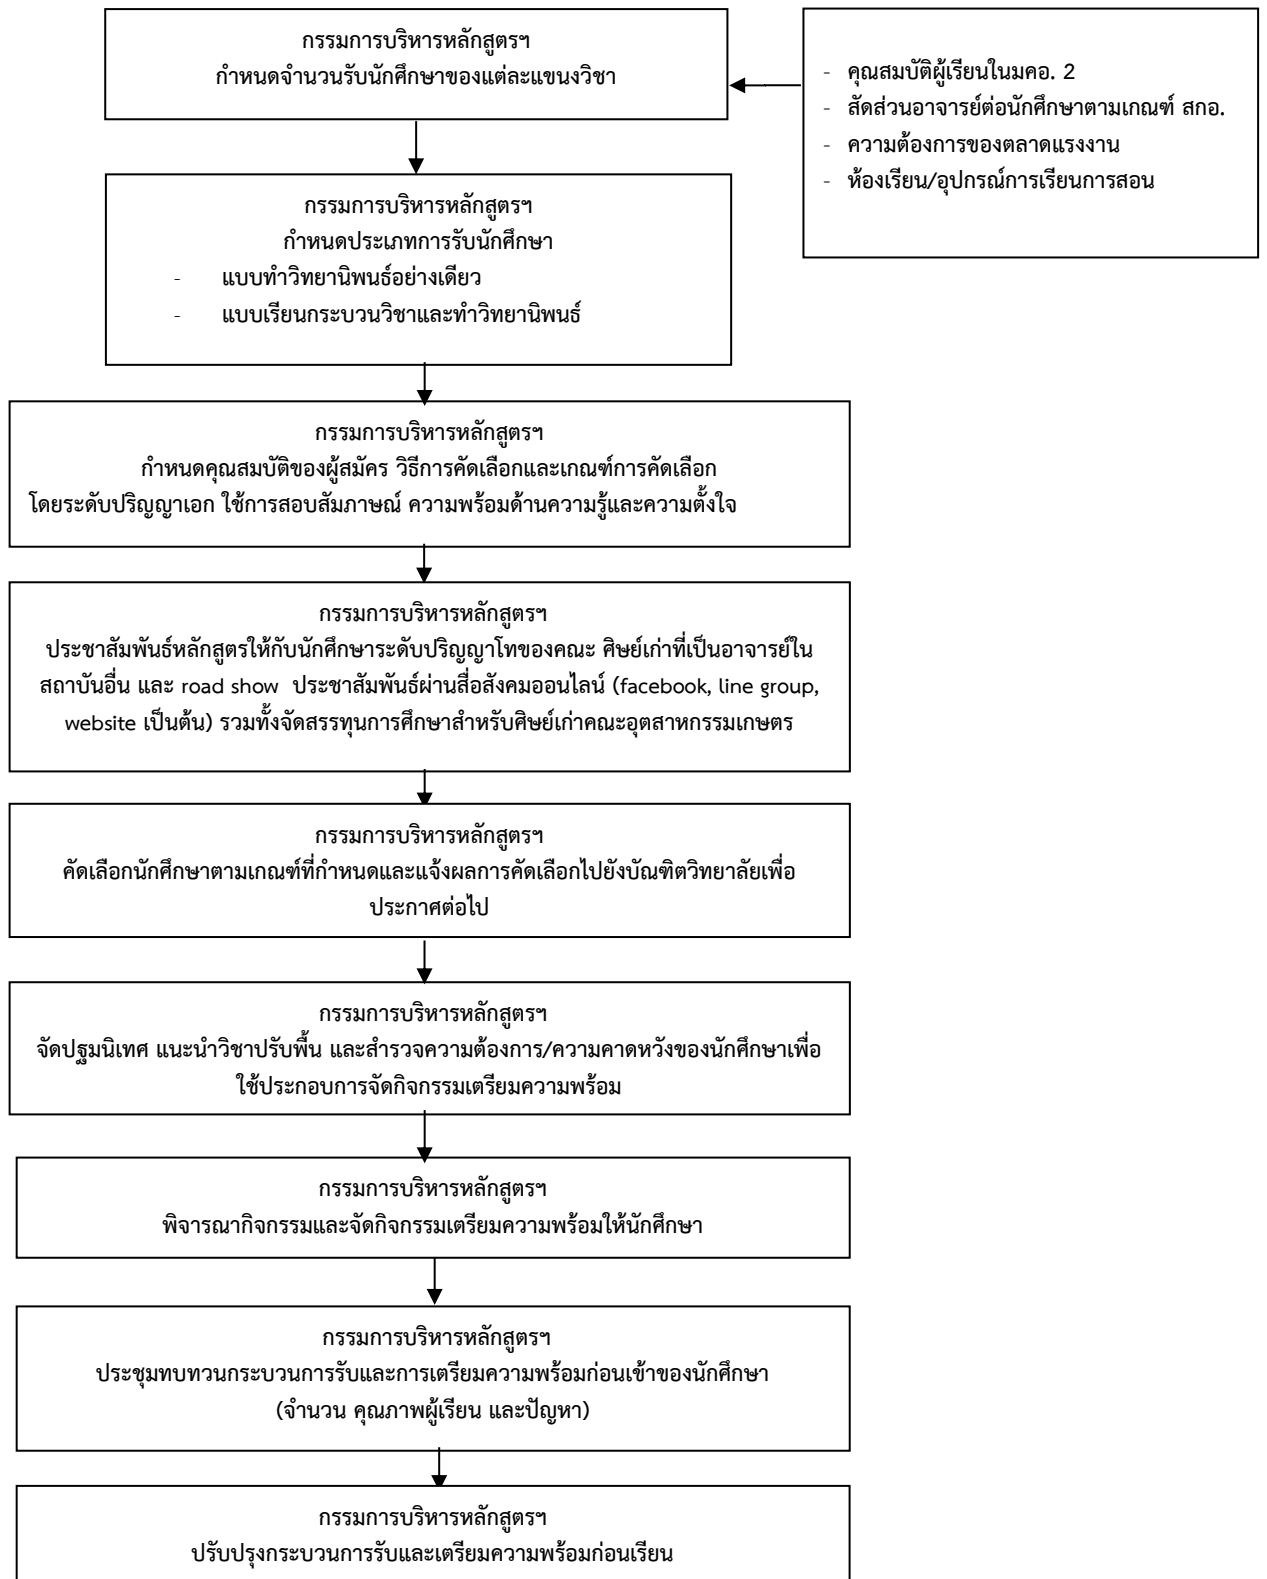 กรรมการบริหารหลักสูตรฯ
กำหนดจำนวนรับนักศึกษาของแต่ละแขนงวิชา
- คุณสมบัติผู้เรียนในมคอ. 2
- สัดส่วนอาจารย์ต่อนักศึกษาตามเกณฑ์ สกอ.
- ความต้องการของตลาดแรงงาน
- ห้องเรียน/อุปกรณ์การเรียนการสอน
กรรมการบริหารหลักสูตรฯ
กำหนดประเภทการรับนักศึกษา
- แบบทำวิทยานิพนธ์อย่างเดียว
- แบบเรียนกระบวนวิชาและทำวิทยานิพนธ์
กรรมการบริหารหลักสูตรฯ
กำหนดคุณสมบัติของผู้สมัคร วิธีการคัดเลือกและเกณฑ์การคัดเลือก
โดยระดับปริญญาเอก ใช้การสอบสัมภาษณ์ ความพร้อมด้านความรู้และความตั้งใจ
กรรมการบริหารหลักสูตรฯ
ประชาสัมพันธ์หลักสูตรให้กับนักศึกษาระดับปริญญาโทของคณะ ศิษย์เก่าที่เป็นอาจารย์ใน
สถาบันอื่น และ road show ประชาสัมพันธ์ผ่านสื่อสังคมออนไลน์ (facebook, line group,
website เป็นต้น) รวมทั้งจัดสรรทุนการศึกษาสำหรับศิษย์เก่าคณะอุตสาหกรรมเกษตร
กรรมการบริหารหลักสูตรฯ
คัดเลือกนักศึกษาตามเกณฑ์ที่กำหนดและแจ้งผลการคัดเลือกไปยังบัณฑิตวิทยาลัยเพื่อ
ประกาศต่อไป
กรรมการบริหารหลักสูตรฯ
จัดปฐมนิเทศ แนะนำวิชาปรับพื้น และสำรวจความต้องการ/ความคาดหวังของนักศึกษาเพื่อ
ใช้ประกอบการจัดกิจกรรมเตรียมความพร้อม
กรรมการบริหารหลักสูตรฯ
พิจารณากิจกรรมและจัดกิจกรรมเตรียมความพร้อมให้นักศึกษา
กรรมการบริหารหลักสูตรฯ
ประชุมทบทวนกระบวนการรับและการเตรียมความพร้อมก่อนเข้าของนักศึกษา
(จำนวน คุณภาพผู้เรียน และปัญหา)
กรรมการบริหารหลักสูตรฯ
ปรับปรุงกระบวนการรับและเตรียมความพร้อมก่อนเรียน